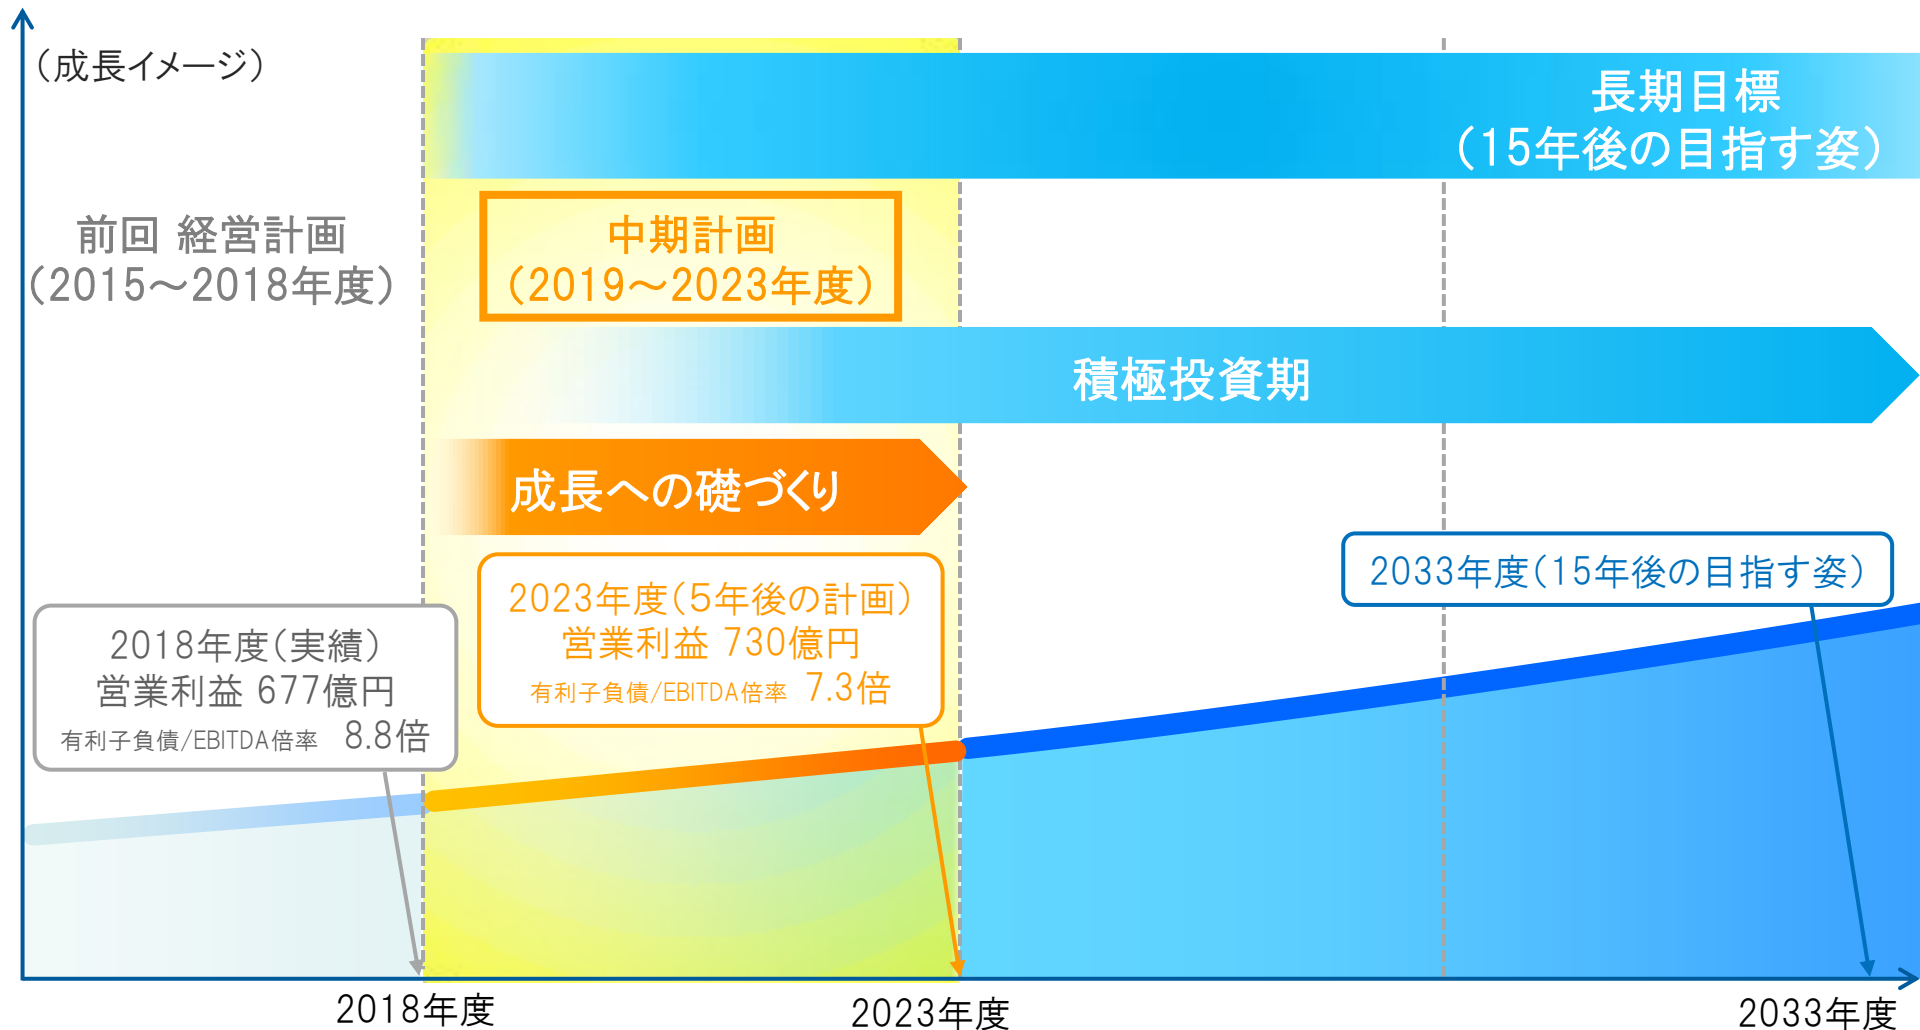 （成長イメージ）
長期目標
（15年後の目指す姿）
前回 経営計画
（2015～2018年度）
中期計画
（2019～2023年度）
積極投資期
成長への礎づくり
2033年度（15年後の目指す姿）
2023年度（5年後の計画）
営業利益 730億円
有利子負債/EBITDA倍率 7.3倍
2018年度（実績）
営業利益 677億円
有利子負債/EBITDA倍率 8.8倍
2018年度
2023年度
2033年度